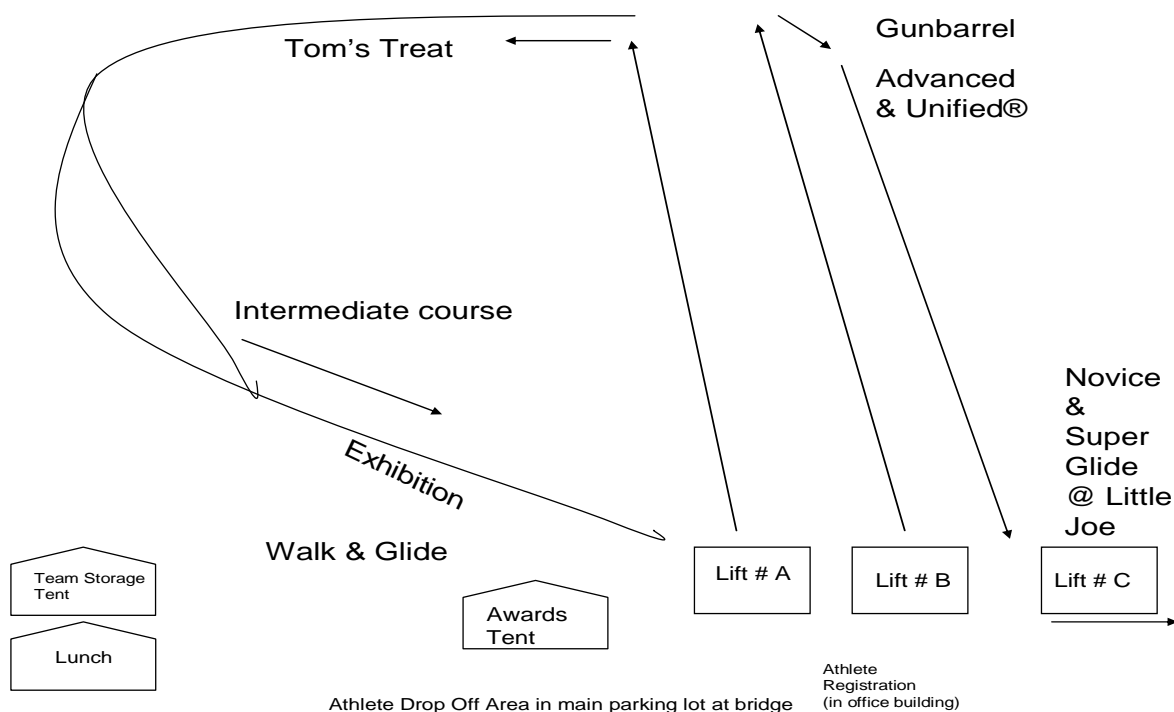 Tom's Treat
Gunbarrel
Advanced
& Unified®
Intermediate course
Exhibition
Walk & Glide
Novice
&
Super
Glide
@ Little
Joe
Team Storage
Tent
Lunch
Awards
Tent
Lift # A
Lift # B
Lift # C
Athlete Drop Off Area in main parking lot at bridge
Athlete
Registration
(in office building)